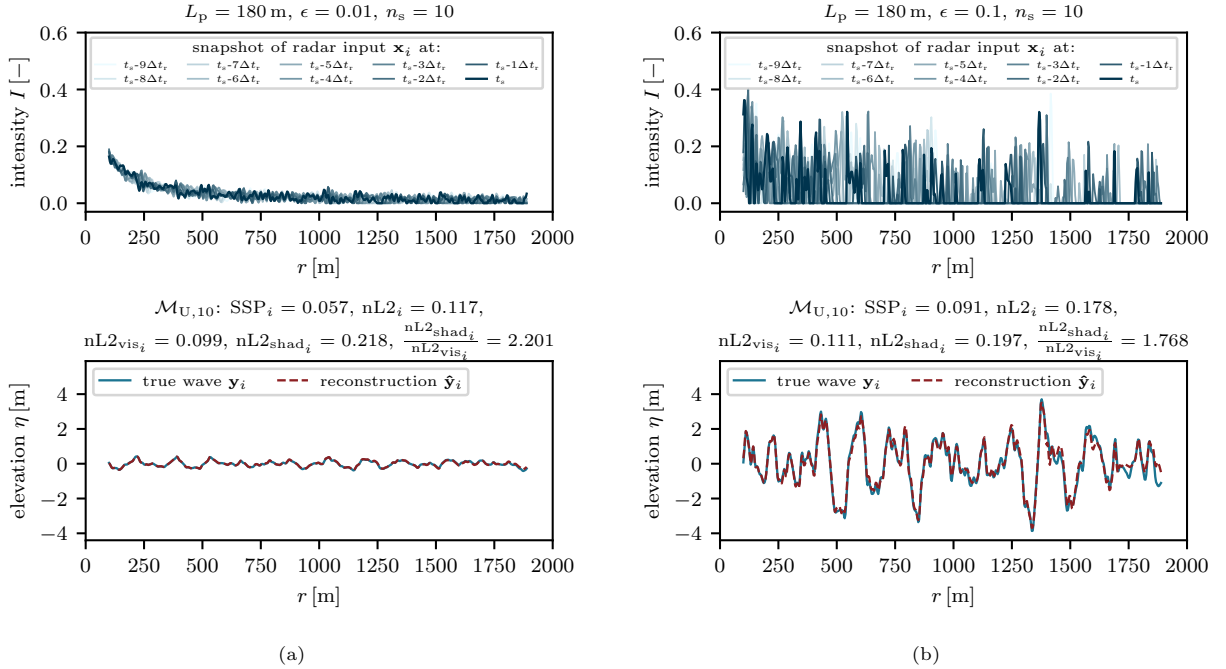 L_p = 180 m, ϵ = 0.01, n_s = 10
0.6
0.4
0.2
0.0
intensity I [−]
snapshot of radar input x_i at:
t_s-9Δt_r t_s-7Δt_r t_s-5Δt_r t_s-3Δt_r t_s-1Δt_r
t_s-8Δt_r t_s-6Δt_r t_s-4Δt_r t_s-2Δt_r t_s
0 250 500 750 1000 1250 1500 1750 2000
r [m]
M_U,10: SSP_i = 0.057, nL2_i = 0.117,
nL2_vis_i = 0.099, nL2_shad_i = 0.218, nL2_shad_i/nL2_vis_i = 2.201
4
2
0
−2
−4
elevation η [m]
true wave y_i reconstruction ŷ_i
0 250 500 750 1000 1250 1500 1750 2000
r [m]
(a)
L_p = 180 m, ϵ = 0.1, n_s = 10
0.6
0.4
0.2
0.0
intensity I [−]
snapshot of radar input x_i at:
t_s-9Δt_r t_s-7Δt_r t_s-5Δt_r t_s-3Δt_r t_s-1Δt_r
t_s-8Δt_r t_s-6Δt_r t_s-4Δt_r t_s-2Δt_r t_s
0 250 500 750 1000 1250 1500 1750 2000
r [m]
M_U,10: SSP_i = 0.091, nL2_i = 0.178,
nL2_vis_i = 0.111, nL2_shad_i = 0.197, nL2_shad_i/nL2_vis_i = 1.768
4
2
0
−2
−4
elevation η [m]
true wave y_i reconstruction ŷ_i
0 250 500 750 1000 1250 1500 1750 2000
r [m]
(b)